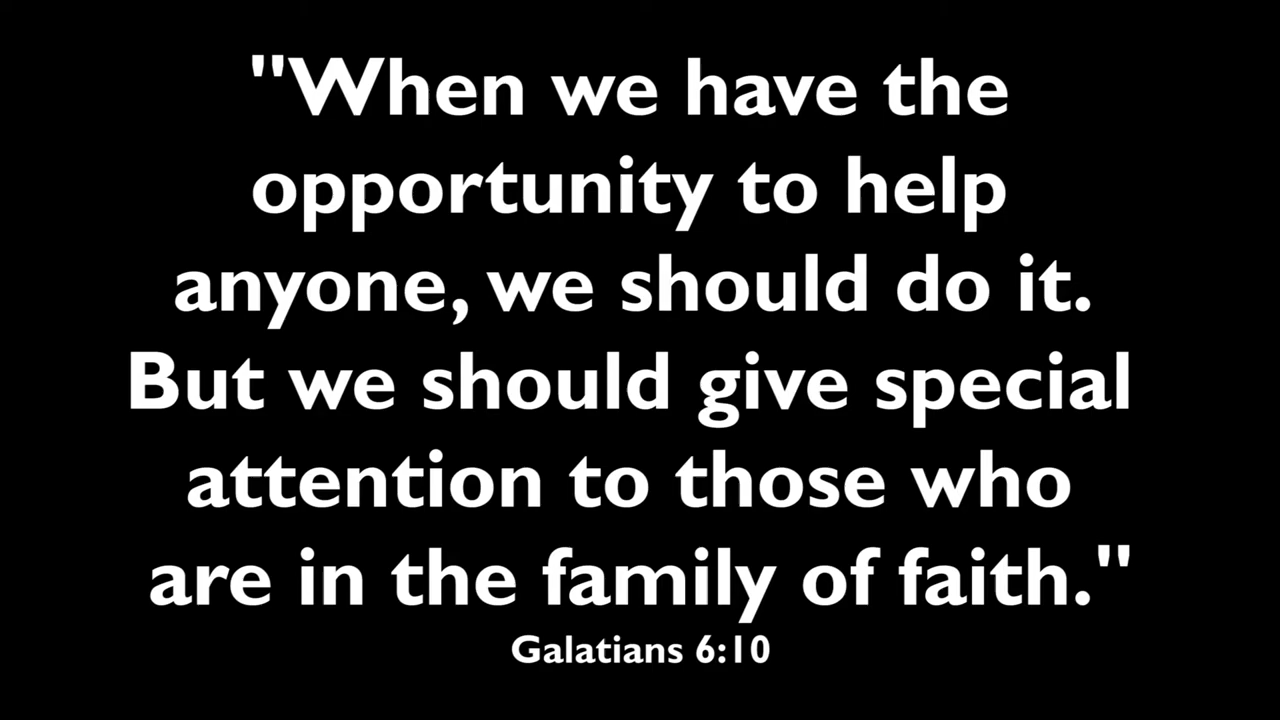 "When we have the
opportunity to help
anyone, we should do it.
But we should give special
attention to those who
are in the family of faith."
Galatians 6:10